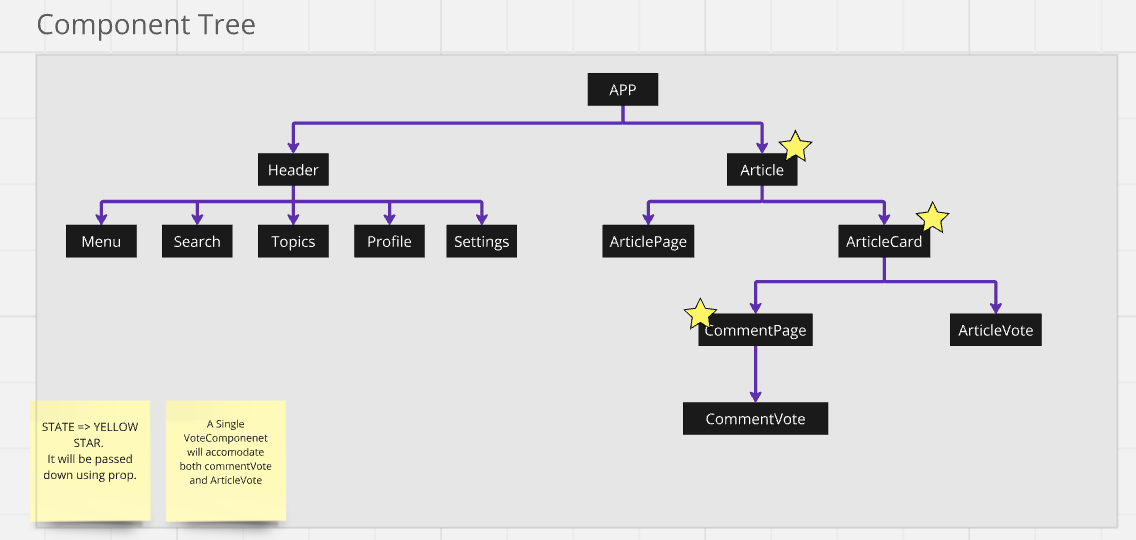 Component Tree
APP
Header
Article
Menu
Search
Topics
Profile
Settings
ArticlePage
ArticleCard
CommentPage
ArticleVote
CommentVote
STATE => YELLOW
STAR.
It will be passed
down using prop.
A Single
VoteComponenet
will accomodate
both commentVote
and ArticleVote